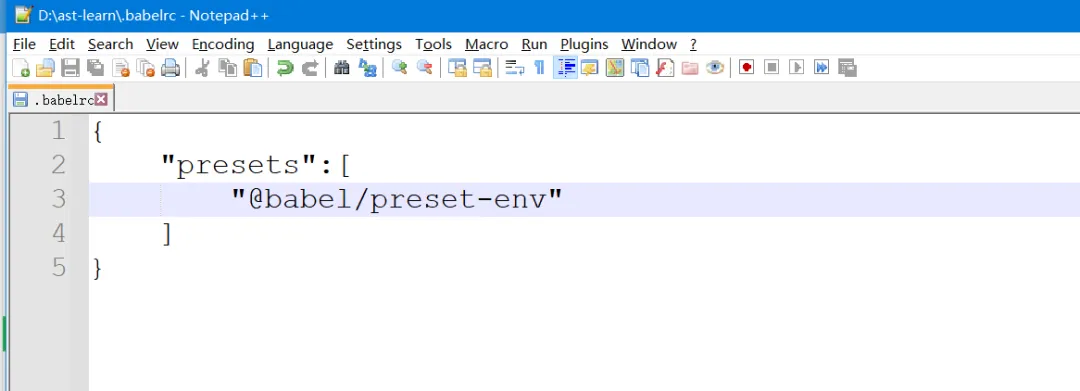 D:\ast-learn\.babelrc - Notepad++
File Edit Search View Encoding Language Settings Tools Macro Run Plugins Window ?
.babelrc
1 {
2 "presets":[
3 "@babel/preset-env"
4 ]
5 }